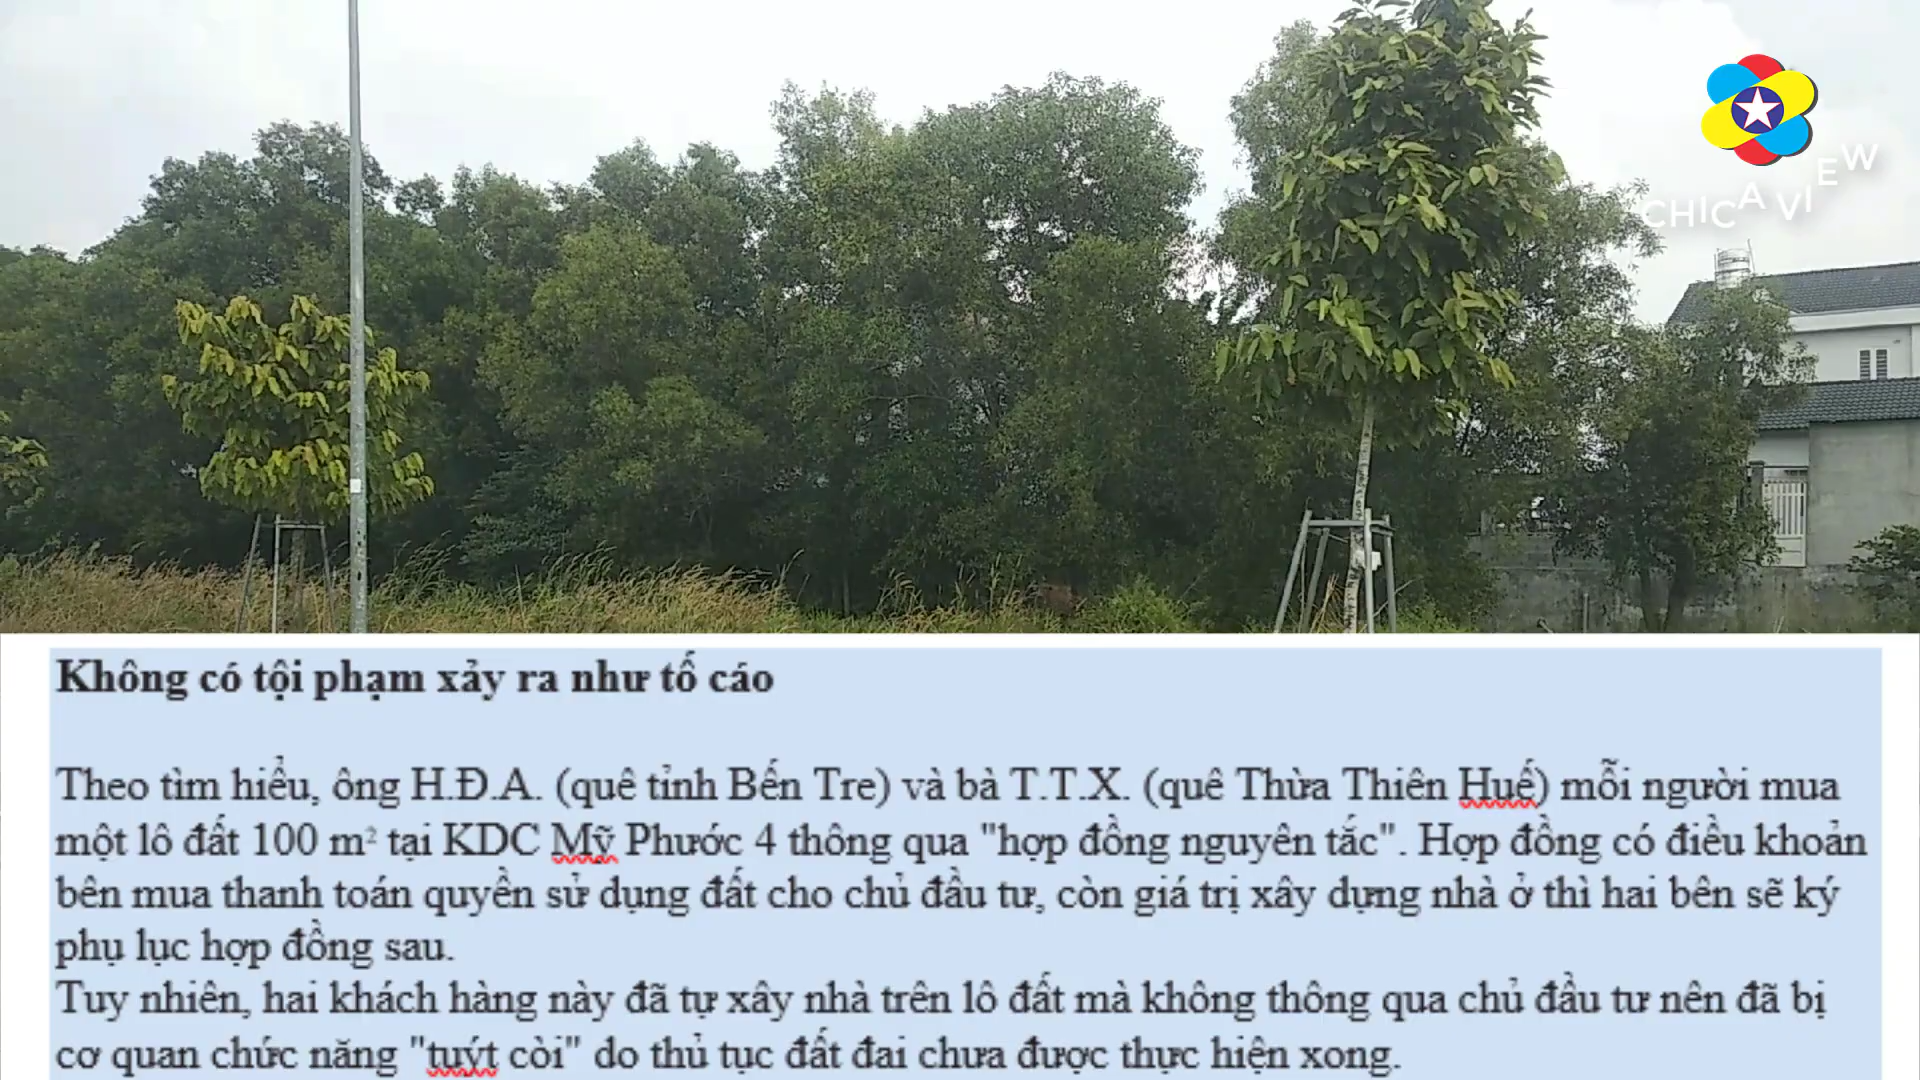 CHICA VIEW
Không có tội phạm xảy ra như tố cáo
Theo tìm hiểu, ông H.Đ.A. (quê tỉnh Bến Tre) và bà T.T.X. (quê Thừa Thiên Huế) mỗi người mua
một lô đất 100 m² tại KDC Mỹ Phước 4 thông qua "hợp đồng nguyên tắc". Hợp đồng có điều khoản
bên mua thanh toán quyền sử dụng đất cho chủ đầu tư, còn giá trị xây dựng nhà ở thì hai bên sẽ ký
phụ lục hợp đồng sau.
Tuy nhiên, hai khách hàng này đã tự xây nhà trên lô đất mà không thông qua chủ đầu tư nên đã bị
cơ quan chức năng "tuýt còi" do thủ tục đất đai chưa được thực hiện xong.